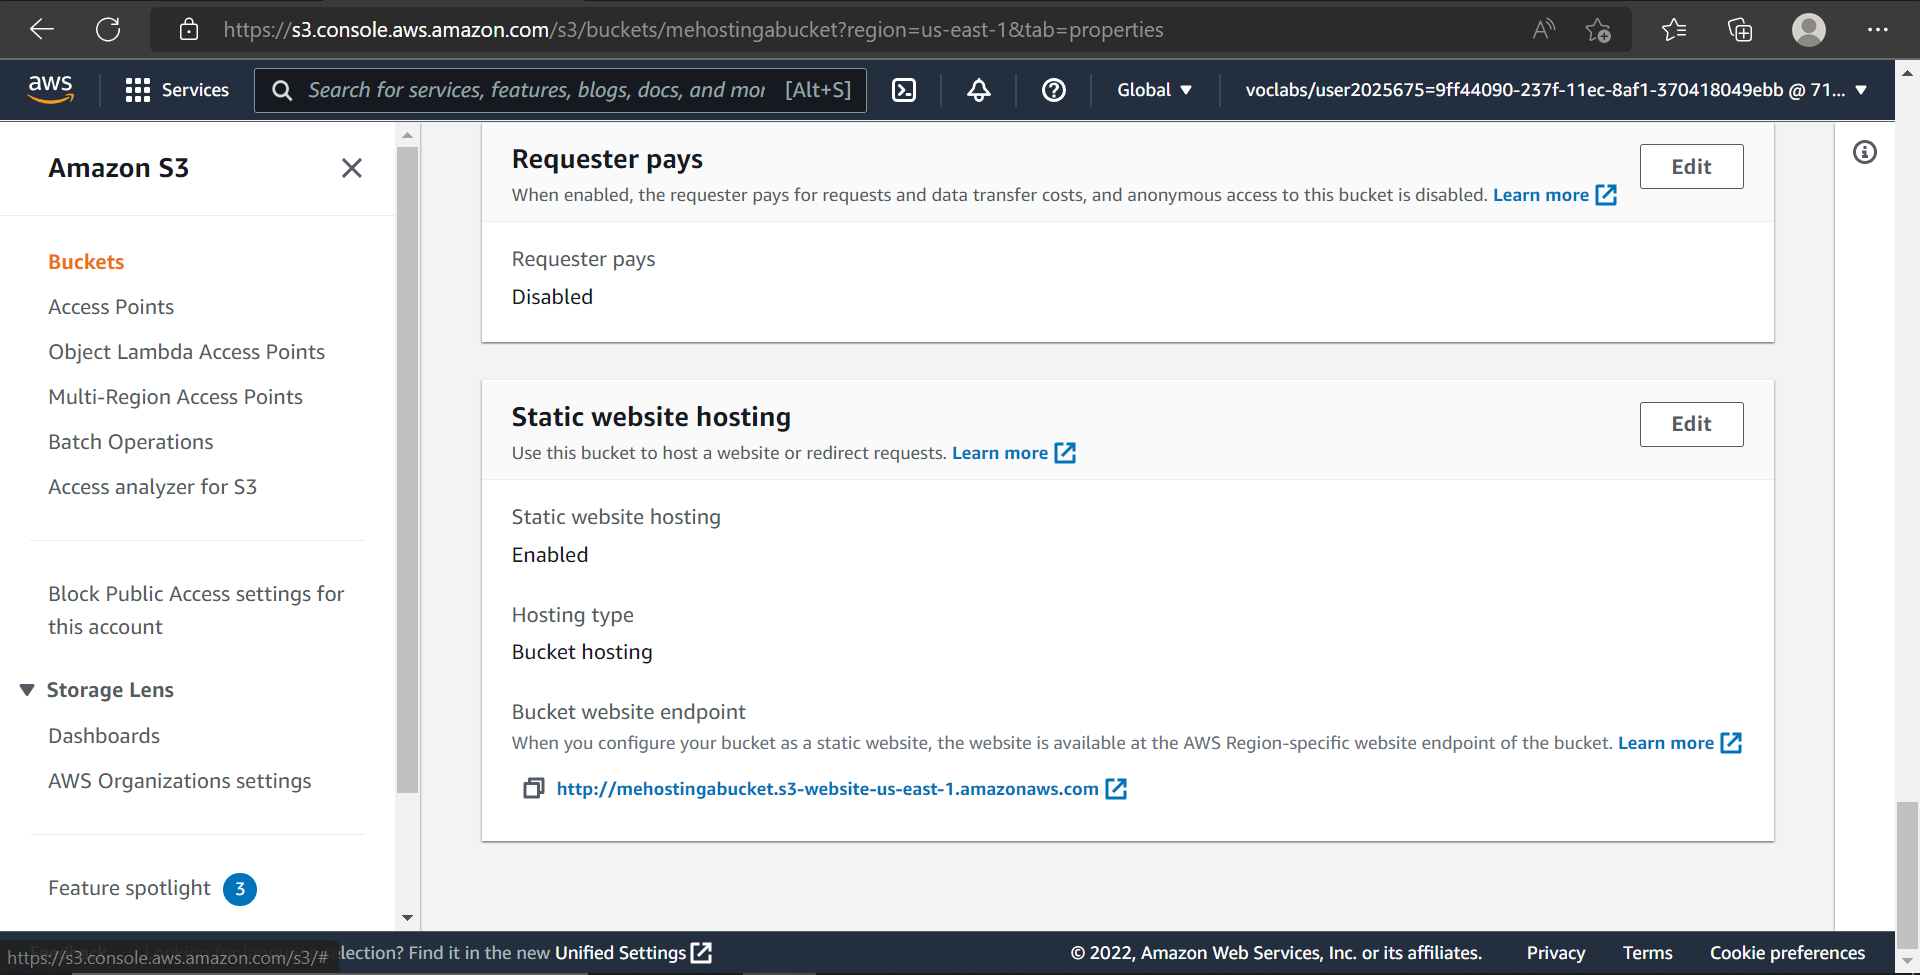 https://s3.console.aws.amazon.com/s3/buckets/mehostingabucket?region=us-east-1&tab=properties
aws
Services
Search for services, features, blogs, docs, and mor [Alt+S]
Global
voclabs/user2025675=9ff44090-237f-11ec-8af1-370418049ebb @ 71...
Amazon S3
Buckets
Access Points
Object Lambda Access Points
Multi-Region Access Points
Batch Operations
Access analyzer for S3
Block Public Access settings for
this account
Storage Lens
Dashboards
AWS Organizations settings
Feature spotlight 3
Requester pays
Edit
When enabled, the requester pays for requests and data transfer costs, and anonymous access to this bucket is disabled. Learn more
Requester pays
Disabled
Static website hosting
Edit
Use this bucket to host a website or redirect requests. Learn more
Static website hosting
Enabled
Hosting type
Bucket hosting
Bucket website endpoint
When you configure your bucket as a static website, the website is available at the AWS Region-specific website endpoint of the bucket. Learn more
http://mehostingabucket.s3-website-us-east-1.amazonaws.com
https://s3.console.aws.amazon.com/s3/#
lection? Find it in the new Unified Settings
© 2022, Amazon Web Services, Inc. or its affiliates. Privacy Terms Cookie preferences